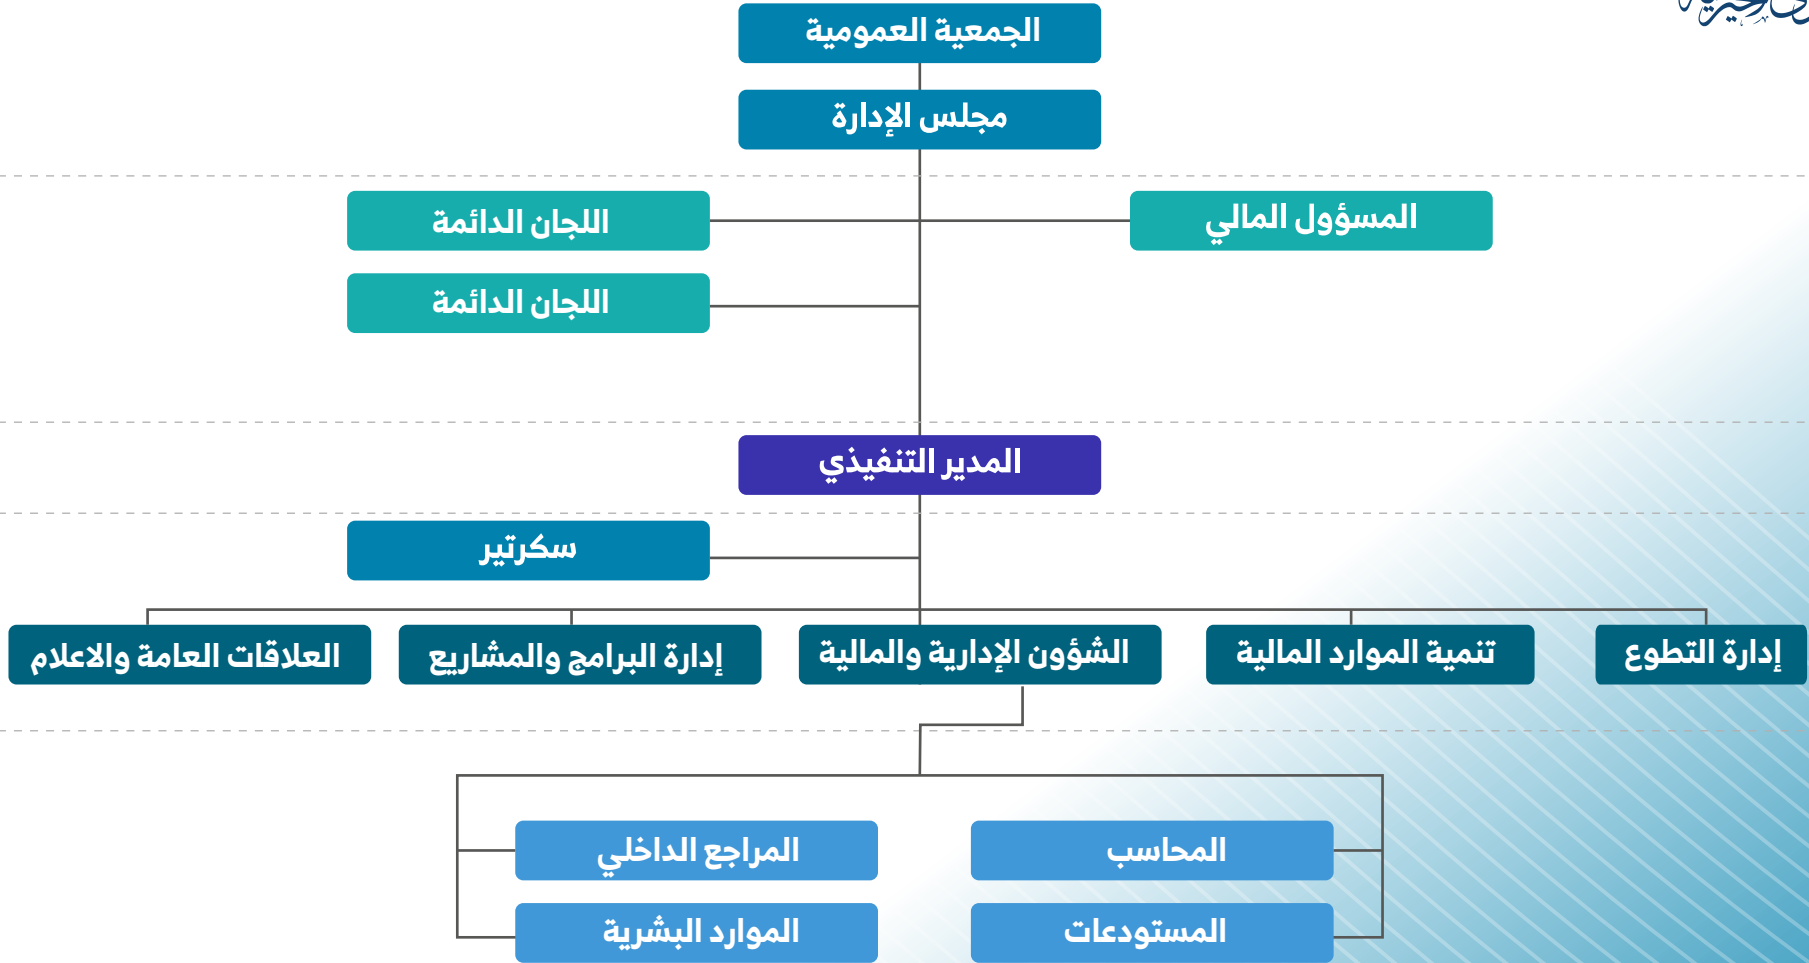 الجمعية العمومية
مجلس الإدارة
المسؤول المالي
اللجان الدائمة
اللجان الدائمة
المدير التنفيذي
سكرتير
إدارة التطوع
تنمية الموارد المالية
الشؤون الإدارية والمالية
إدارة البرامج والمشاريع
العلاقات العامة والاعلام
المحاسب
المراجع الداخلي
المستودعات
الموارد البشرية